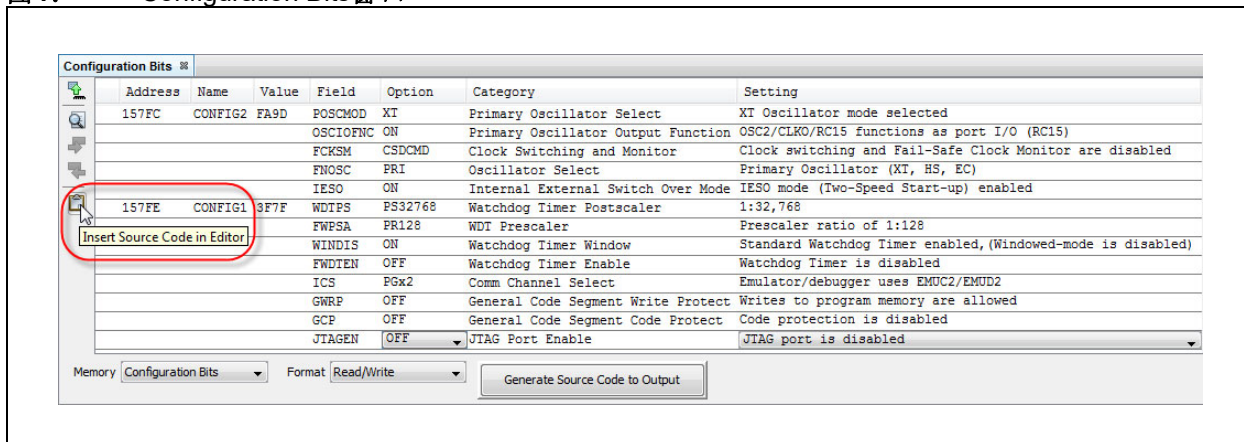 Configuration Bits
Address Name Value Field Option Category Setting
157FC CONFIG2 FA9D POSCMOD XT Primary Oscillator Select XT Oscillator mode selected
OSCIOFNC ON Primary Oscillator Output Function OSC2/CLKO/RC15 functions as port I/O (RC15)
FCKSM CSDCMD Clock Switching and Monitor Clock switching and Fail-Safe Clock Monitor are disabled
FNOSC PRI Oscillator Select Primary Oscillator (XT, HS, EC)
IESO ON Internal External Switch Over Mode IESO mode (Two-Speed Start-up) enabled
157FE CONFIG1 3F7F WDTPS PS32768 Watchdog Timer Postscaler 1:32,768
FWPSA PR128 WDT Prescaler Prescaler ratio of 1:128
Insert Source Code in Editor
WINDIS ON Watchdog Timer Window Standard Watchdog Timer enabled,(Windowed-mode is disabled)
FWDTEN OFF Watchdog Timer Enable Watchdog Timer is disabled
ICS PGx2 Comm Channel Select Emulator/debugger uses EMUC2/EMUD2
GWRP OFF General Code Segment Write Protect Writes to program memory are allowed
GCP OFF General Code Segment Code Protect Code protection is disabled
JTAGEN OFF JTAG Port Enable JTAG port is disabled
Memory Configuration Bits Format Read/Write Generate Source Code to Output